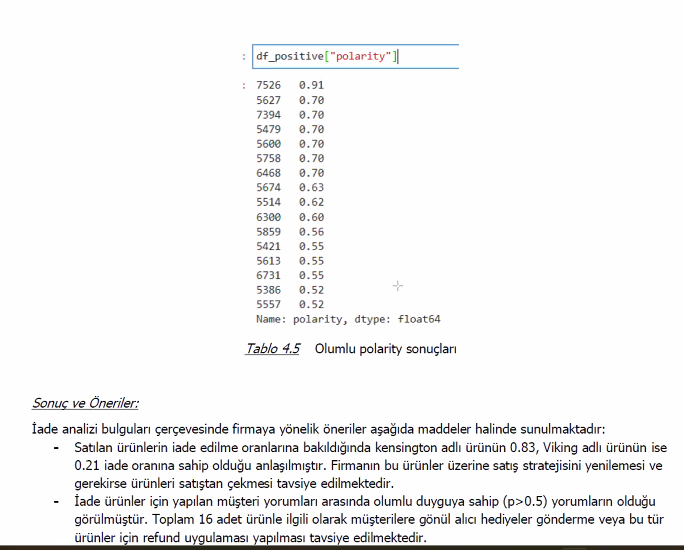 : df_positive["polarity"]
: 7526 0.91
5627 0.70
7394 0.70
5479 0.70
5600 0.70
5758 0.70
6468 0.70
5674 0.63
5514 0.62
6300 0.60
5859 0.56
5421 0.55
5613 0.55
6731 0.55
5386 0.52
5557 0.52
Name: polarity, dtype: float64
Tablo 4.5 Olumlu polarity sonuçları
Sonuç ve Öneriler:
İade analizi bulguları çerçevesinde firmaya yönelik öneriler aşağıda maddeler halinde sunulmaktadır:
- Satılan ürünlerin iade edilme oranlarına bakıldığında kensington adlı ürünün 0.83, Viking adlı ürünün ise
0.21 iade oranına sahip olduğu anlaşılmıştır. Firmanın bu ürünler üzerine satış stratejisini yenilemesi ve
gerekirse ürünleri satıştan çekmesi tavsiye edilmektedir.
- İade ürünler için yapılan müşteri yorumları arasında olumlu duyguya sahip (p>0.5) yorumların olduğu
görülmüştür. Toplam 16 adet ürünle ilgili olarak müşterilere gönül alıcı hediyeler gönderme veya bu tür
ürünler için refund uygulaması yapılması tavsiye edilmektedir.